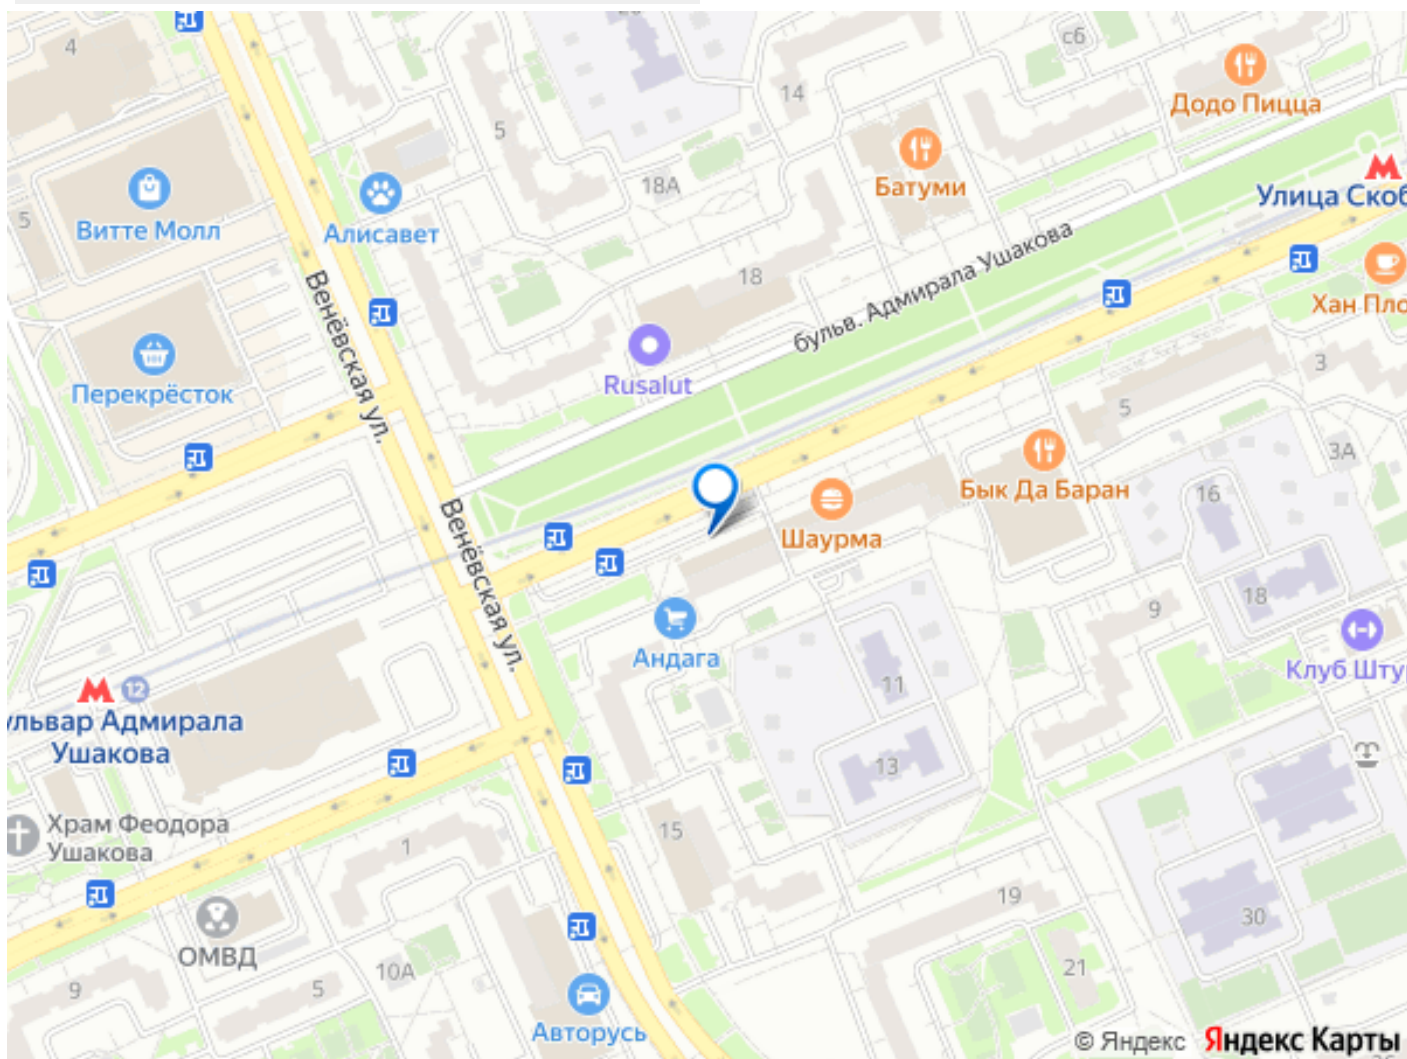 4
14
с6
Додо Пицца
5
Батуми
18А
Улица Скоб
5
Витте Молл
Алисавет
18
бульв. Адмирала Ушакова
Хан Пло
Венёвская ул.
Перекрёсток
Rusalut
3
5
3А
Бык Да Баран
16
Шаурма
Венёвская ул.
18
9
Андага
Клуб Шту
11
12
ульвар Адмирала
Ушакова
13
Храм Феодора
Ушакова
15
1
19
30
ОМВД
10А
21
9
5
Авторусь
© Яндекс Яндекс Карты